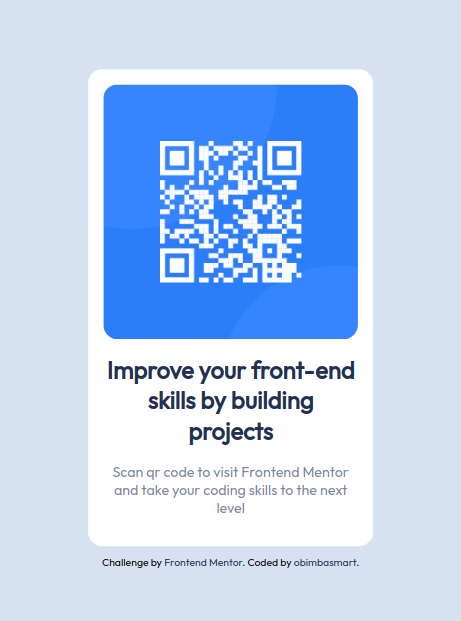 Improve your front-end
skills by building
projects
Scan qr code to visit Frontend Mentor
and take your coding skills to the next
level
Challenge by Frontend Mentor. Coded by obimbasmart.